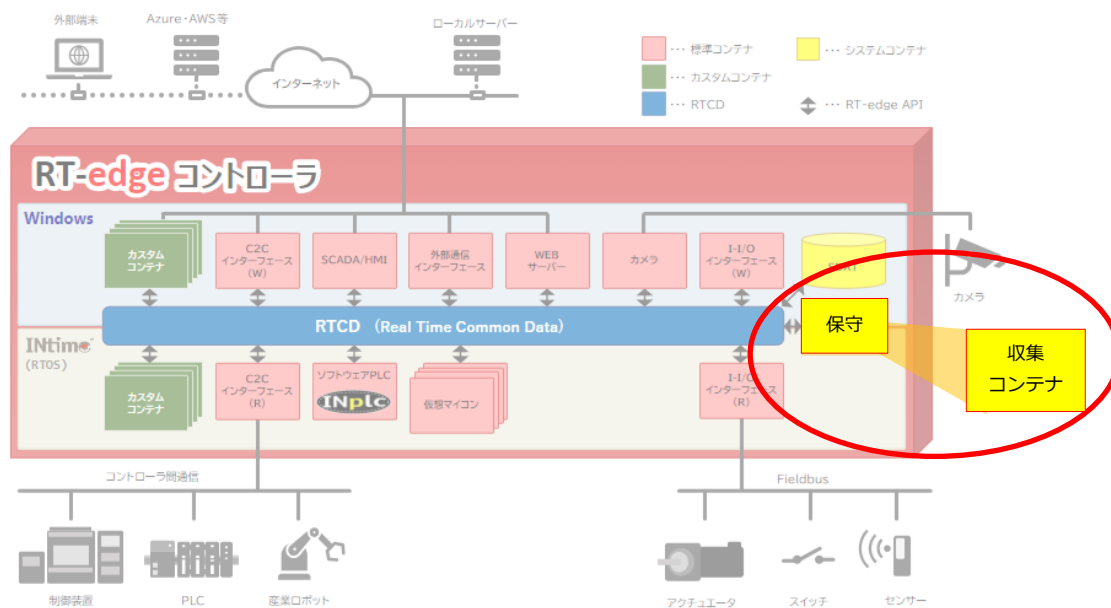 外部端末
Azure・AWS等
ローカルサーバー
インターネット
… 標準コンテナ
… システムコンテナ
… カスタムコンテナ
… RTCD
… RT-edge API
RT-edge コントローラ
Windows
カスタム
コンテナ
C2C
インターフェース
(W)
SCADA/HMI
外部通信
インターフェース
WEB
サーバー
カメラ
I-I/O
インターフェース
(W)
カメラ
RTCD (Real Time Common Data)
保守
収集
コンテナ
INtime
(RTOS)
カスタム
コンテナ
C2C
インターフェース
(R)
ソフトウェアPLC
INplc
仮想マイコン
I-I/O
インターフェース
(R)
コントローラ間通信
Fieldbus
制御装置
PLC
産業ロボット
アクチュエータ
スイッチ
センサー